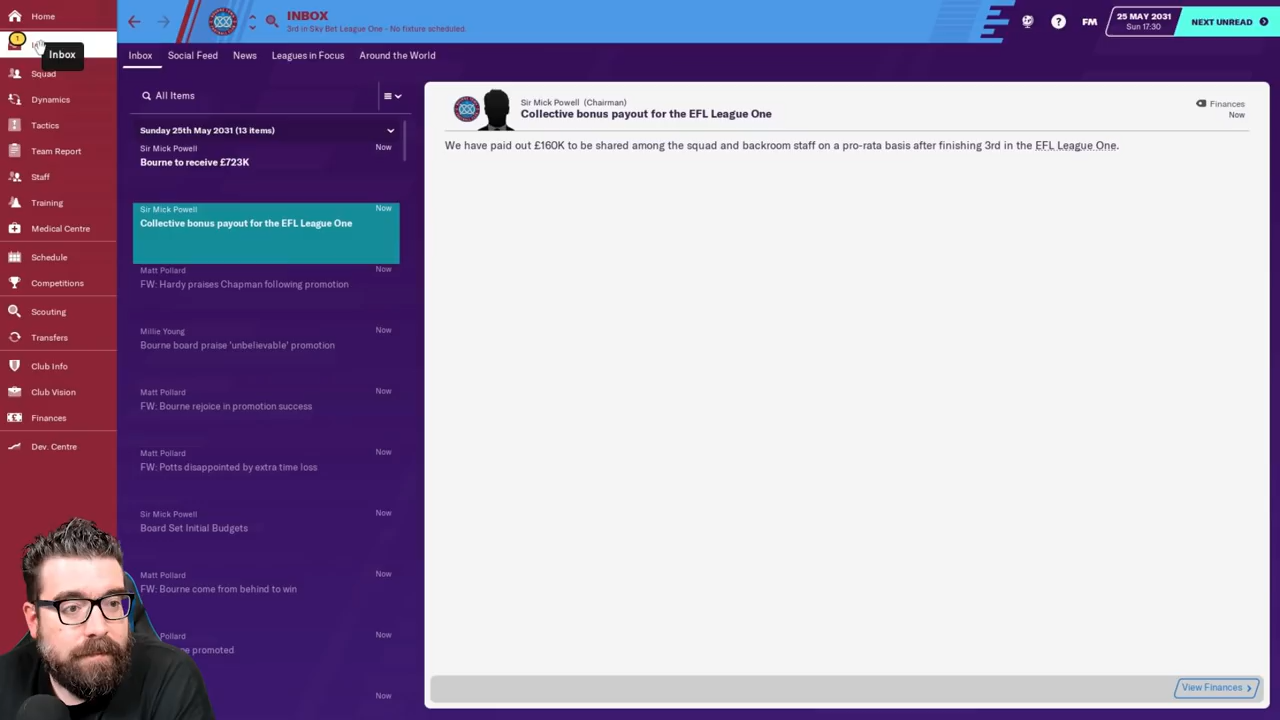 Home
INBOX
3rd in Sky Bet League One - No fixture scheduled.
FM
25 MAY 2031
Sun 17:30
NEXT UNREAD
1
Inbox
Squad
Dynamics
Tactics
Team Report
Staff
Training
Medical Centre
Schedule
Competitions
Scouting
Transfers
Club Info
Club Vision
Finances
Dev. Centre
Inbox
Social Feed
News
Leagues in Focus
Around the World
All Items
Sunday 25th May 2031 (13 items)
Sir Mick Powell
Now
Bourne to receive £723K
Sir Mick Powell
Now
Collective bonus payout for the EFL League One
Matt Pollard
Now
FW: Hardy praises Chapman following promotion
Millie Young
Now
Bourne board praise 'unbelievable' promotion
Matt Pollard
Now
FW: Bourne rejoice in promotion success
Matt Pollard
Now
FW: Potts disappointed by extra time loss
Sir Mick Powell
Now
Board Set Initial Budgets
Matt Pollard
Now
FW: Bourne come from behind to win
Pollard
Now
promoted
Now
Sir Mick Powell (Chairman)
Collective bonus payout for the EFL League One
Finances
Now
We have paid out £160K to be shared among the squad and backroom staff on a pro-rata basis after finishing 3rd in the EFL League One.
View Finances